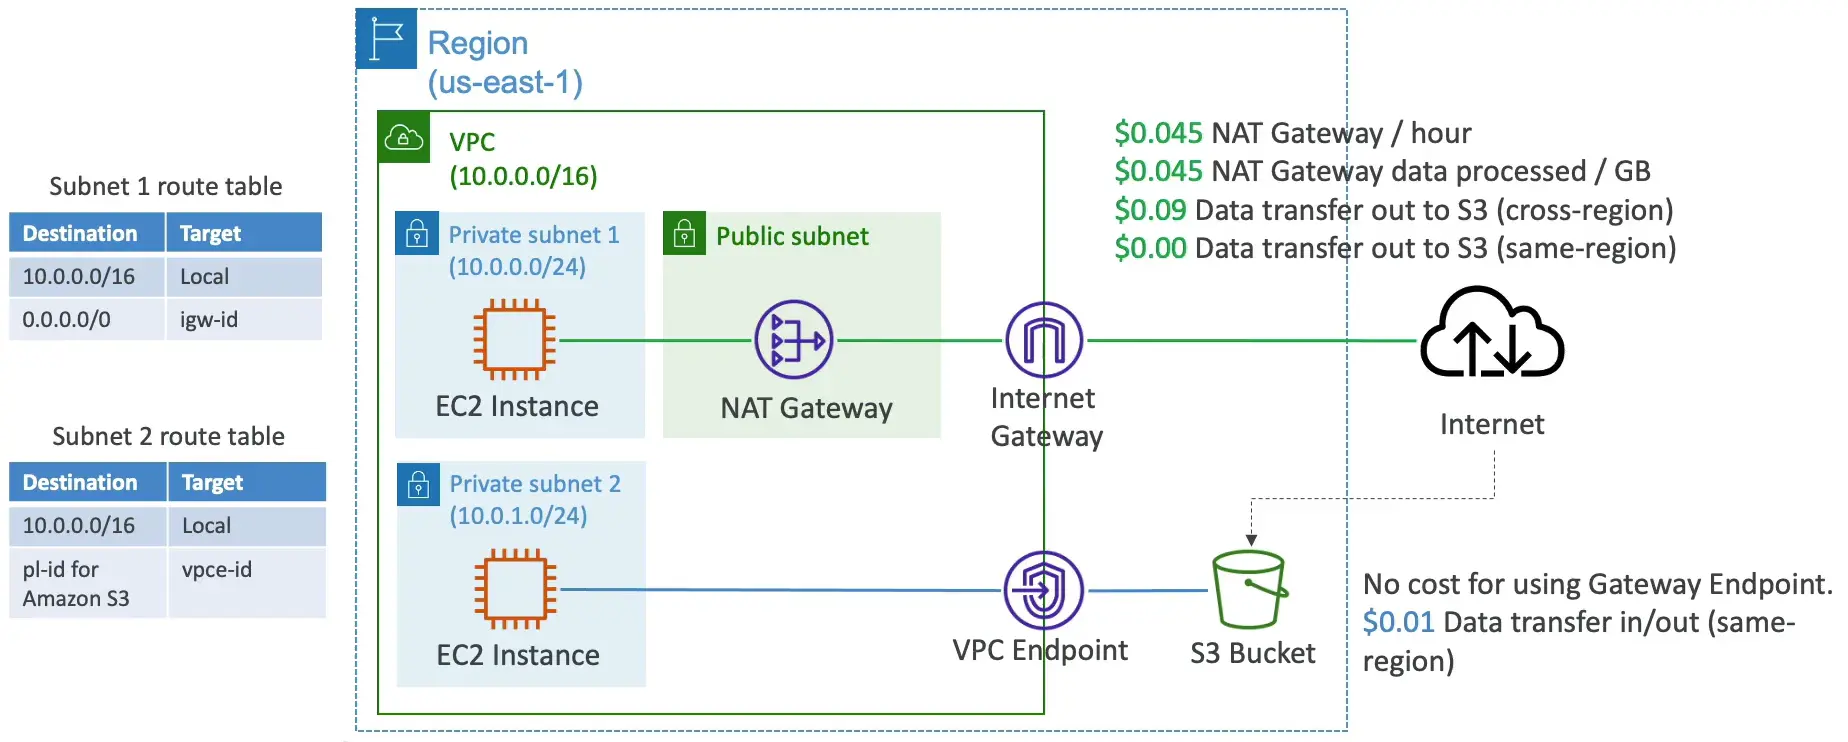 Region
(us-east-1)
VPC
(10.0.0.0/16)
$0.045 NAT Gateway / hour
$0.045 NAT Gateway data processed / GB
$0.09 Data transfer out to S3 (cross-region)
$0.00 Data transfer out to S3 (same-region)
Subnet 1 route table
Destination Target
10.0.0.0/16 Local
0.0.0.0/0 igw-id
Private subnet 1
(10.0.0.0/24)
EC2 Instance
Public subnet
NAT Gateway
Internet
Gateway
Internet
Subnet 2 route table
Destination Target
10.0.0.0/16 Local
pl-id for vpce-id
Amazon S3
Private subnet 2
(10.0.1.0/24)
EC2 Instance
VPC Endpoint
S3 Bucket
No cost for using Gateway Endpoint.
$0.01 Data transfer in/out (same-
region)